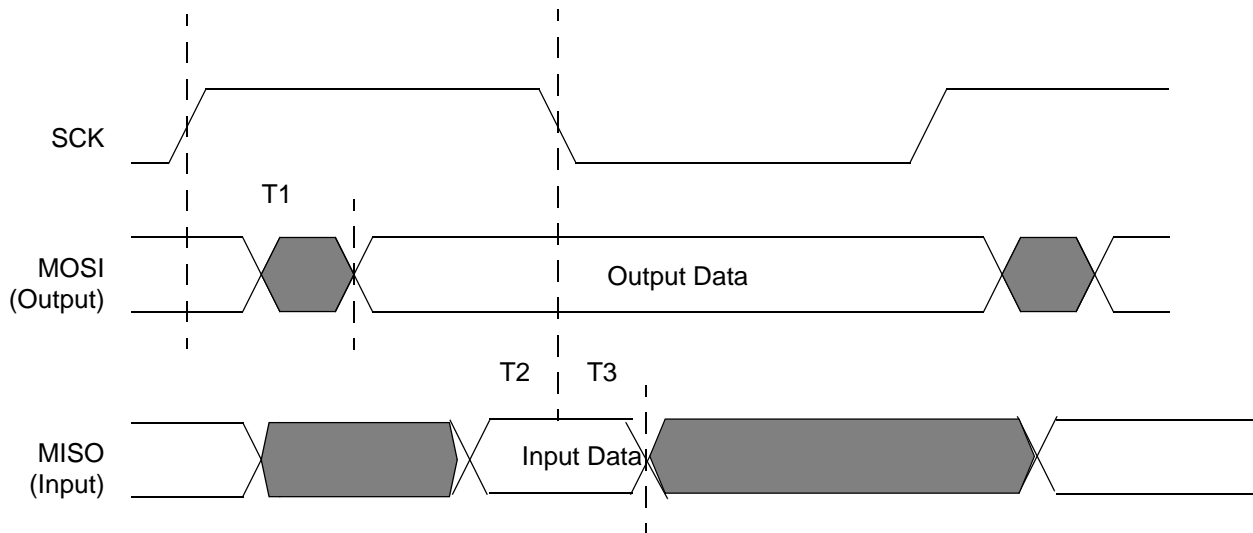 SCK
T1
MOSI
(Output)
Output Data
T2
T3
MISO
(Input)
Input Data